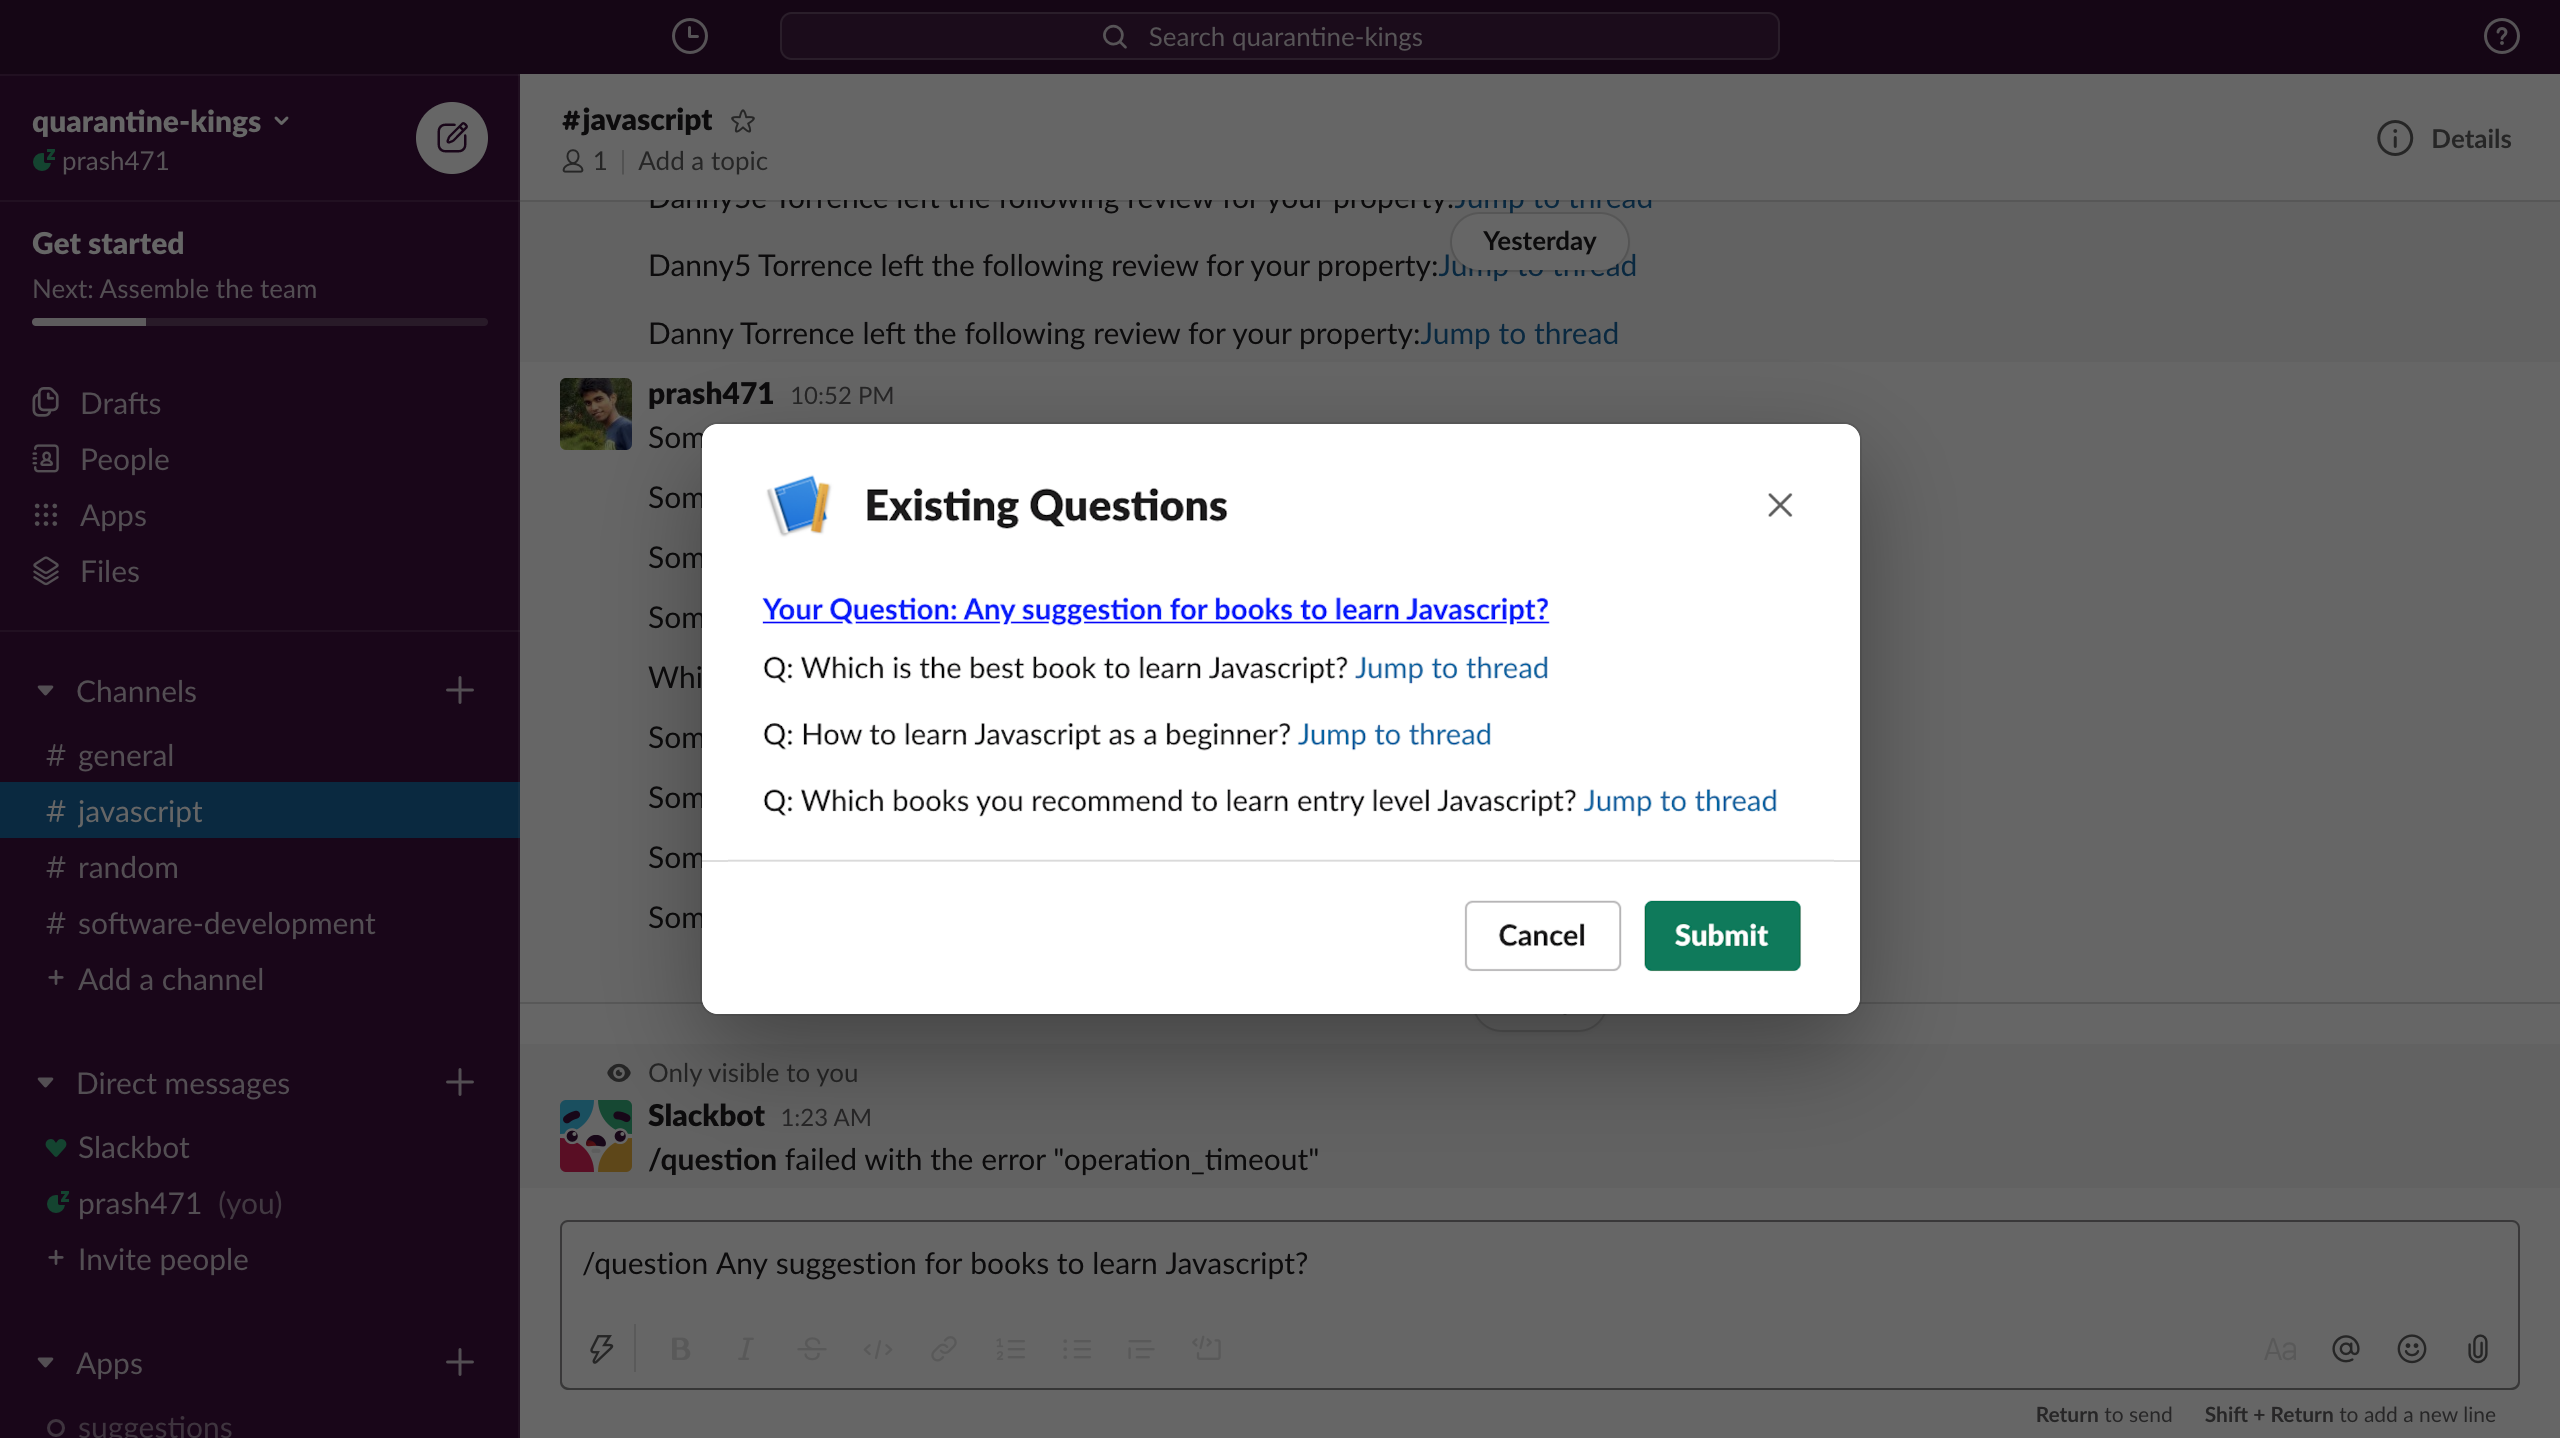 Search quarantine-kings
quarantine-kings
prash471
Get started
Next: Assemble the team
Drafts
People
Apps
Files
Channels
# general
# javascript
# random
# software-development
+ Add a channel
Direct messages
Slackbot
prash471 (you)
+ Invite people
Apps
suggestions
#javascript
1 | Add a topic
Details
Danny5e Torrence left the following review for your property:Jump to thread
Yesterday
Danny5 Torrence left the following review for your property:Jump to thread
Danny Torrence left the following review for your property:Jump to thread
prash471 10:52 PM
Som
Som
Som
Som
Whi
Som
Som
Som
Som
Existing Questions
Your Question: Any suggestion for books to learn Javascript?
Q: Which is the best book to learn Javascript? Jump to thread
Q: How to learn Javascript as a beginner? Jump to thread
Q: Which books you recommend to learn entry level Javascript? Jump to thread
Cancel
Submit
Only visible to you
Slackbot 1:23 AM
/question failed with the error "operation_timeout"
/question Any suggestion for books to learn Javascript?
Aa
Return to send Shift + Return to add a new line